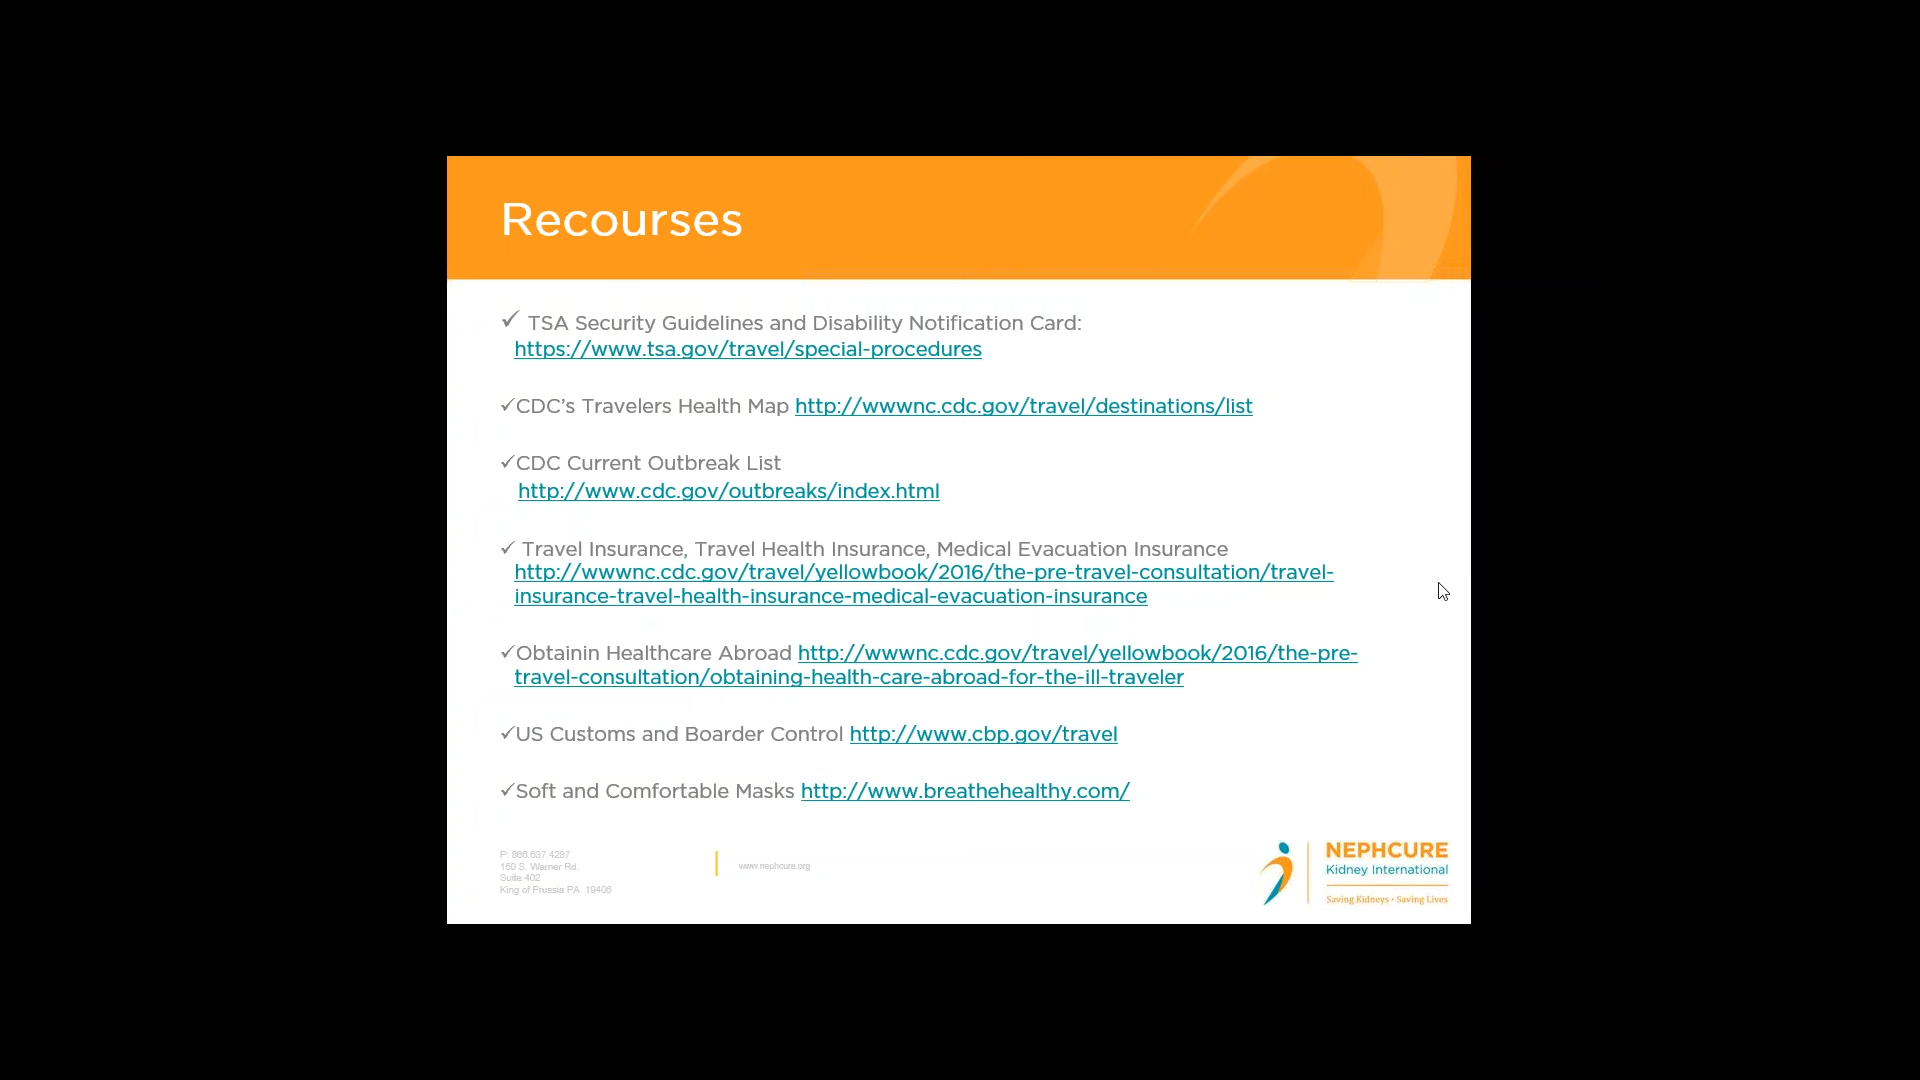 Recourses
✓ TSA Security Guidelines and Disability Notification Card:
https://www.tsa.gov/travel/special-procedures
✓CDC’s Travelers Health Map http://wwwnc.cdc.gov/travel/destinations/list
✓CDC Current Outbreak List
http://www.cdc.gov/outbreaks/index.html
✓ Travel Insurance, Travel Health Insurance, Medical Evacuation Insurance
http://wwwnc.cdc.gov/travel/yellowbook/2016/the-pre-travel-consultation/travel-
insurance-travel-health-insurance-medical-evacuation-insurance
✓Obtainin Healthcare Abroad http://wwwnc.cdc.gov/travel/yellowbook/2016/the-pre-
travel-consultation/obtaining-health-care-abroad-for-the-ill-traveler
✓US Customs and Boarder Control http://www.cbp.gov/travel
✓Soft and Comfortable Masks http://www.breathehealthy.com/
P: 866.637.4287
150 S. Warner Rd.
Suite 402
King of Prussia PA 19406
www.nephcure.org
NEPHCURE
Kidney International
Saving Kidneys • Saving Lives